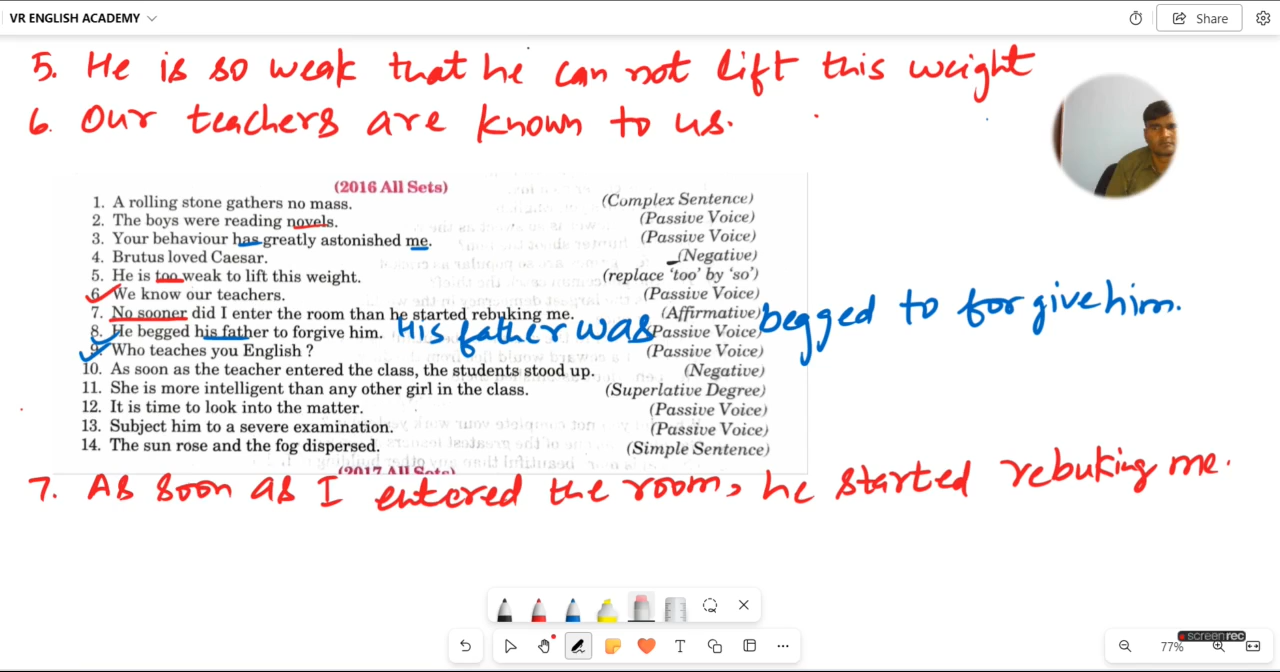 VR ENGLISH ACADEMY
Share
5. He is so weak that he can not lift this weight
6. Our teachers are known to us.
(2016 All Sets)
1. A rolling stone gathers no mass. (Complex Sentence)
2. The boys were reading novels. (Passive Voice)
3. Your behaviour has greatly astonished me. (Passive Voice)
4. Brutus loved Caesar. (Negative)
5. He is too weak to lift this weight. (replace 'too' by 'so')
6. We know our teachers. (Passive Voice)
7. No sooner did I enter the room than he started rebuking me. (Affirmative)
8. He begged his father to forgive him. (Passive Voice)
His father was begged to forgive him.
9. Who teaches you English ? (Passive Voice)
10. As soon as the teacher entered the class, the students stood up. (Negative)
11. She is more intelligent than any other girl in the class. (Superlative Degree)
12. It is time to look into the matter. (Passive Voice)
13. Subject him to a severe examination. (Passive Voice)
14. The sun rose and the fog dispersed. (Simple Sentence)
(2017 All Sets)
7. As soon as I entered the room, he started rebuking me.
T
77%
screenrec